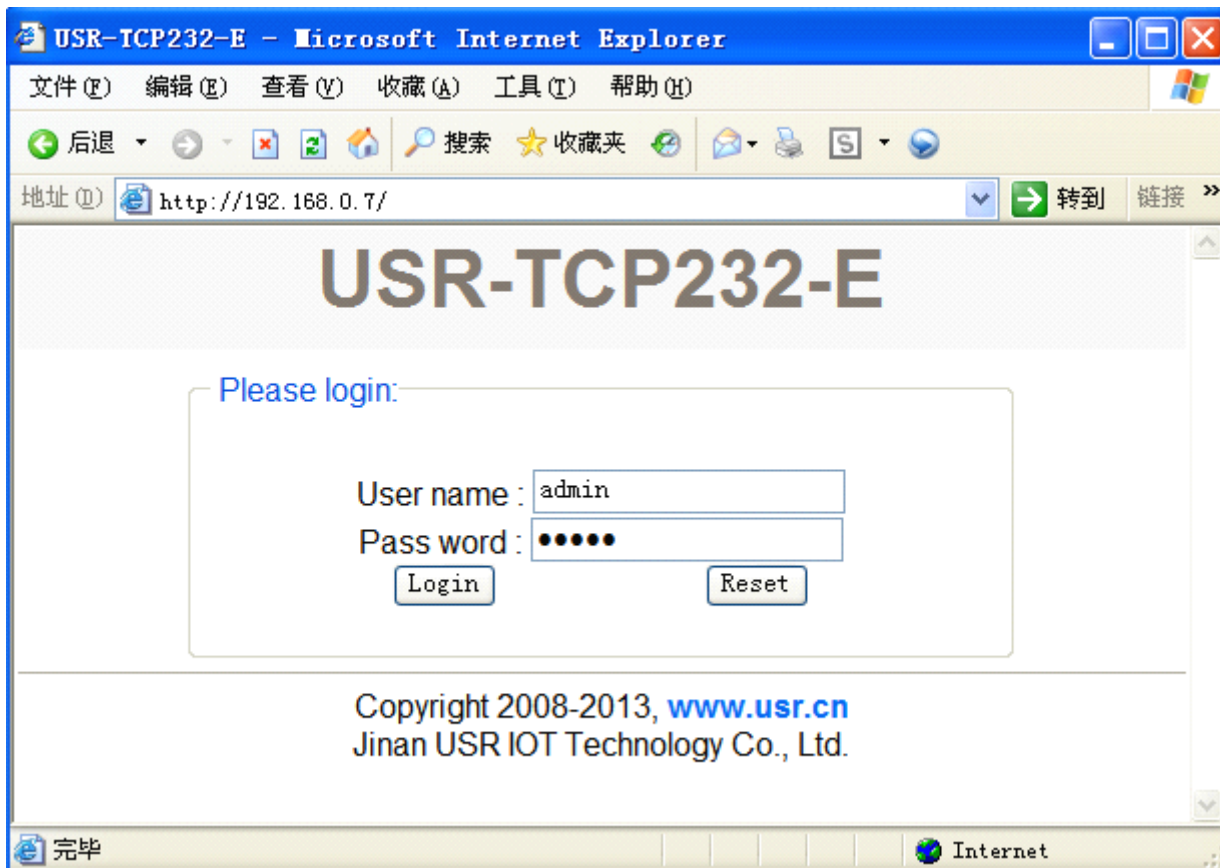 USR-TCP232-E - Microsoft Internet Explorer
文件(F) 编辑(E) 查看(V) 收藏(A) 工具(T) 帮助(H)
后退 搜索 收藏夹 S
地址(D) http://192.168.0.7/ 转到 链接 »
USR-TCP232-E
Please login:
User name : admin
Pass word : •••••
Login Reset
Copyright 2008-2013, www.usr.cn
Jinan USR IOT Technology Co., Ltd.
完毕 Internet